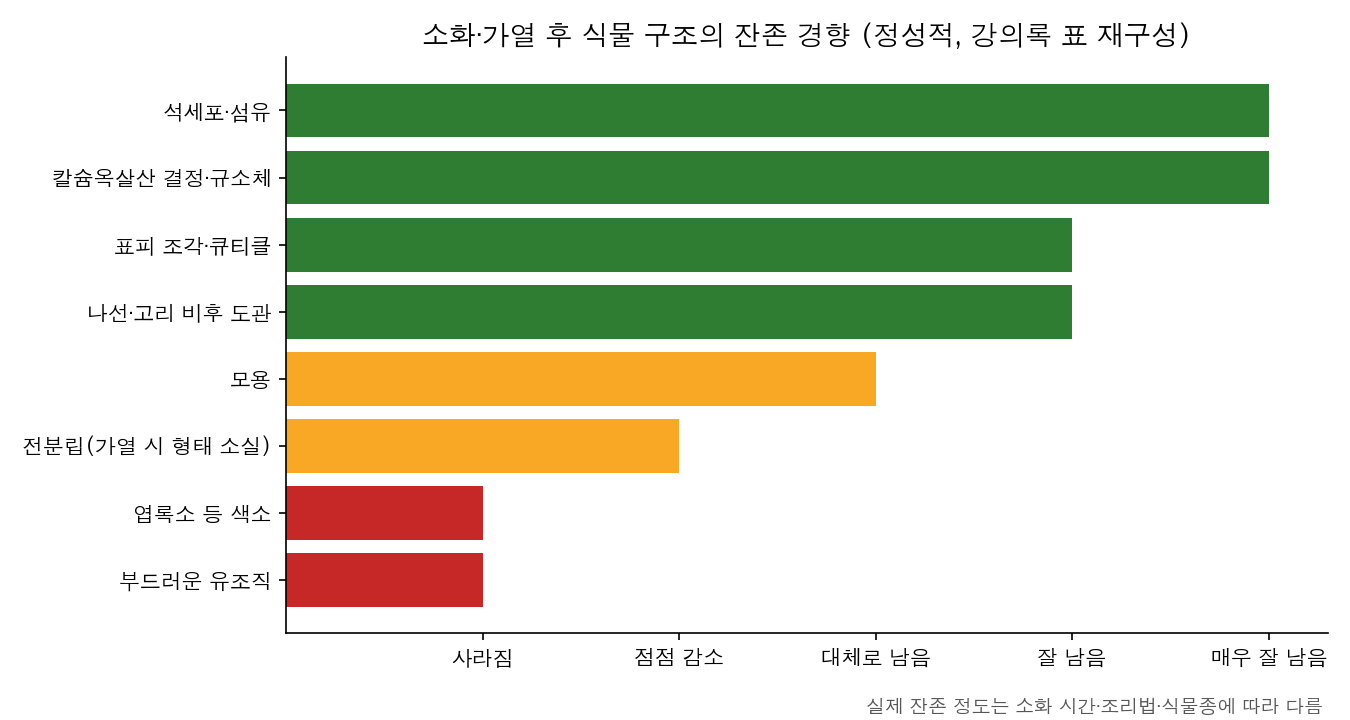 소화·가열 후 식물 구조의 잔존 경향 (정성적, 강의록 표 재구성)
석세포·섬유
칼슘옥살산 결정·규소체
표피 조각·큐티클
나선·고리 비후 도관
모용
전분립(가열 시 형태 소실)
엽록소 등 색소
부드러운 유조직
사라짐 점점 감소 대체로 남음 잘 남음 매우 잘 남음
실제 잔존 정도는 소화 시간·조리법·식물종에 따라 다름